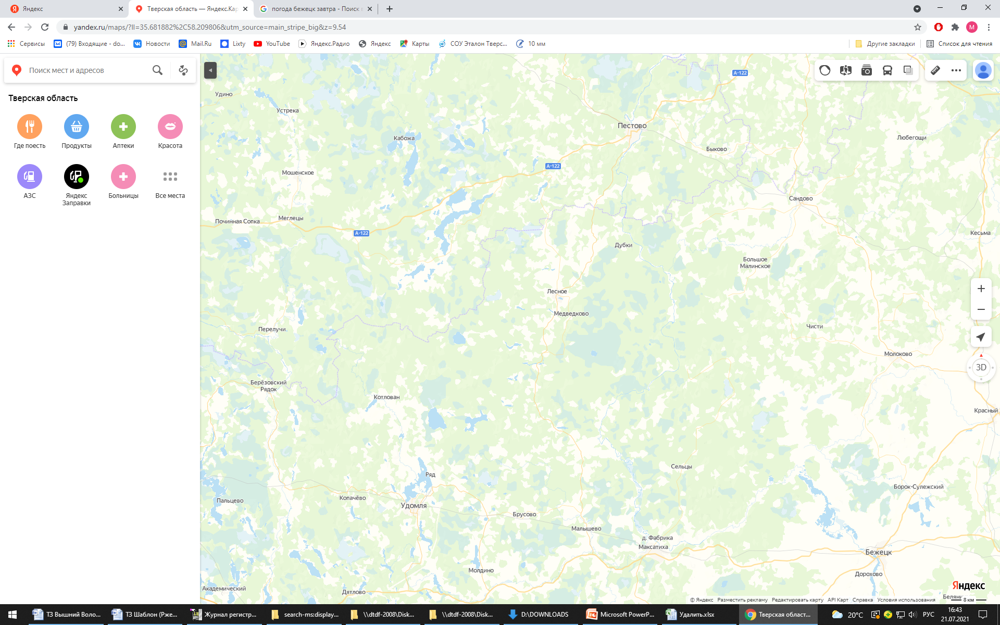 Яндекс
Тверская область — Яндекс.Кар
погода бежецк завтра - Поиск в
yandex.ru/maps/?ll=35.681882%2C58.209806&utm_source=main_stripe_big&z=9.54
M
Сервисы
(79) Входящие - do...
Новости
Mail.Ru
Lixty
YouTube
Яндекс.Радио
Яндекс
Карты
СОУ Эталон Тверс...
10 мм
Другие закладки
Список для чтения
Поиск мест и адресов
Тверская область
Где поесть
Продукты
Аптеки
Красота
АЗС
Яндекс
Заправки
Больницы
Все места
А-122
Удино
Устрека
Пестово
Кабожа
Любегощи
Быково
А-122
Мошенское
Сандово
Меглецы
Починная Сопка
А-122
Кесьма
Дубки
Большое
Малинское
Лесное
Медведково
Чисти
Перелучи
Молоково
3D
Берёзовский
Рядок
Котлован
Красный
Сельцы
Ряд
Борок-Сулежский
Копачёво
Пальцево
Удомля
Брусово
Малышево
д. Фабрика
Максатиха
Бежецк
Молдино
Дорохово
Академический
Дятлово
Яндекс
Беляни
© Яндекс
Разместить рекламу
Редактировать карту
API Карт
Справка
Условия использования
8 км
ТЗ Вышний Воло...
ТЗ Шаблон (Рже...
Журнал регистр...
search-ms:display...
\\dtdf-2008\Disk...
\\dtdf-2008\Disk...
D:\DOWNLOADS
Microsoft PowerP...
Удалить.xlsx
Тверская област...
20°C
РУС
16:43
21.07.2021